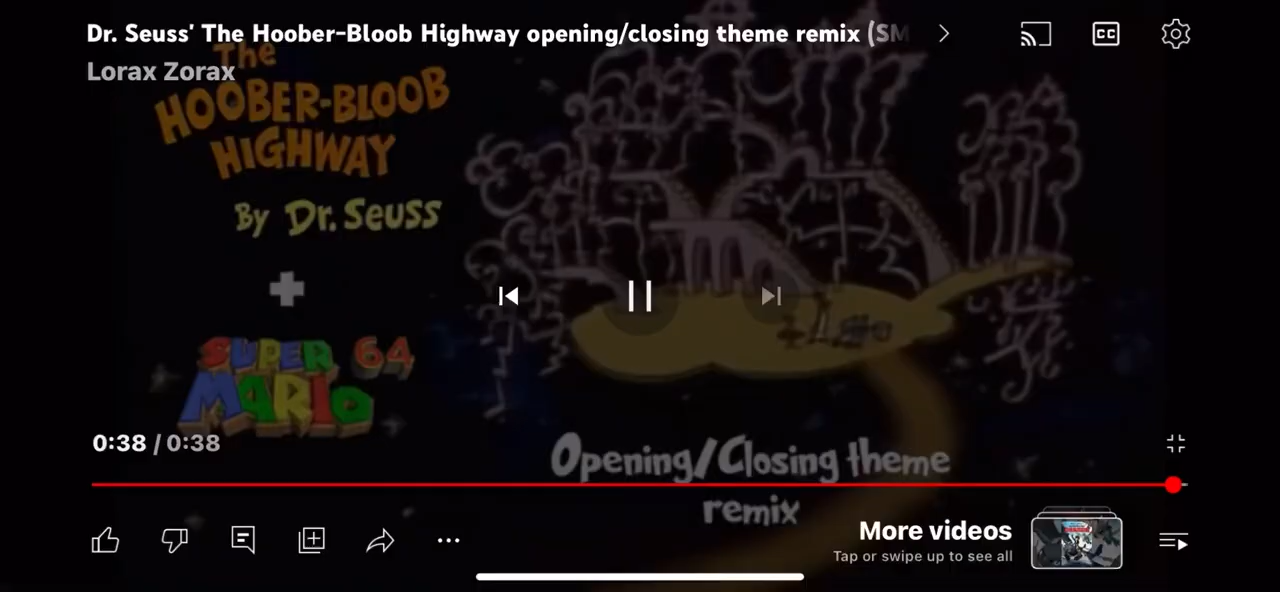 Dr. Seuss' The Hoober-Bloob Highway opening/closing theme remix (SM
Lorax Zorax
CC
The
HOOBER-BLOOB
HIGHWAY
By Dr. Seuss
SUPER 64
MARIO
0:38 / 0:38
Opening/Closing theme
remix
More videos
Tap or swipe up to see all